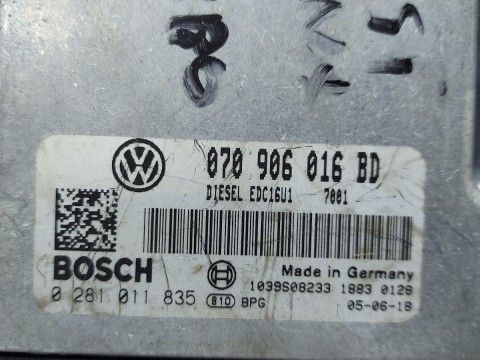 070 906 016 BD
DIESEL EDC16U1 7001
BOSCH
Made in Germany
0 281 011 835 810 BPG
1039S08233 1883 0128
05-06-18